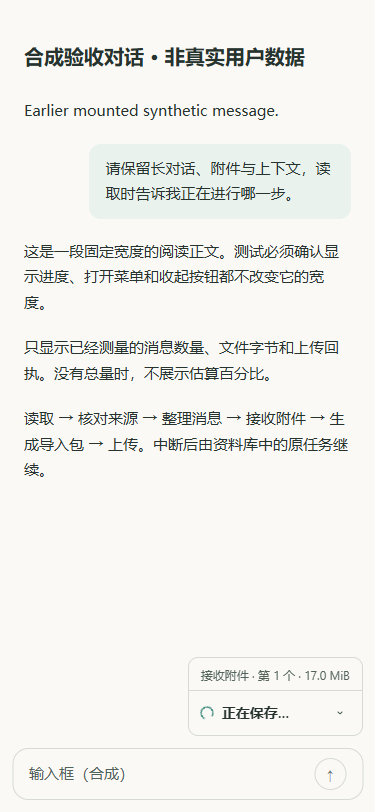 合成验收对话 · 非真实用户数据
Earlier mounted synthetic message.
请保留长对话、附件与上下文，读
取时告诉我正在进行哪一步。
这是一段固定宽度的阅读正文。测试必须确认显
示进度、打开菜单和收起按钮都不改变它的宽
度。
只显示已经测量的消息数量、文件字节和上传回
执。没有总量时，不展示估算百分比。
读取 → 核对来源 → 整理消息 → 接收附件 → 生
成导入包 → 上传。中断后由资料库中的原任务继
续。
接收附件 · 第 1 个 · 17.0 MiB
正在保存...
输入框（合成）
↑